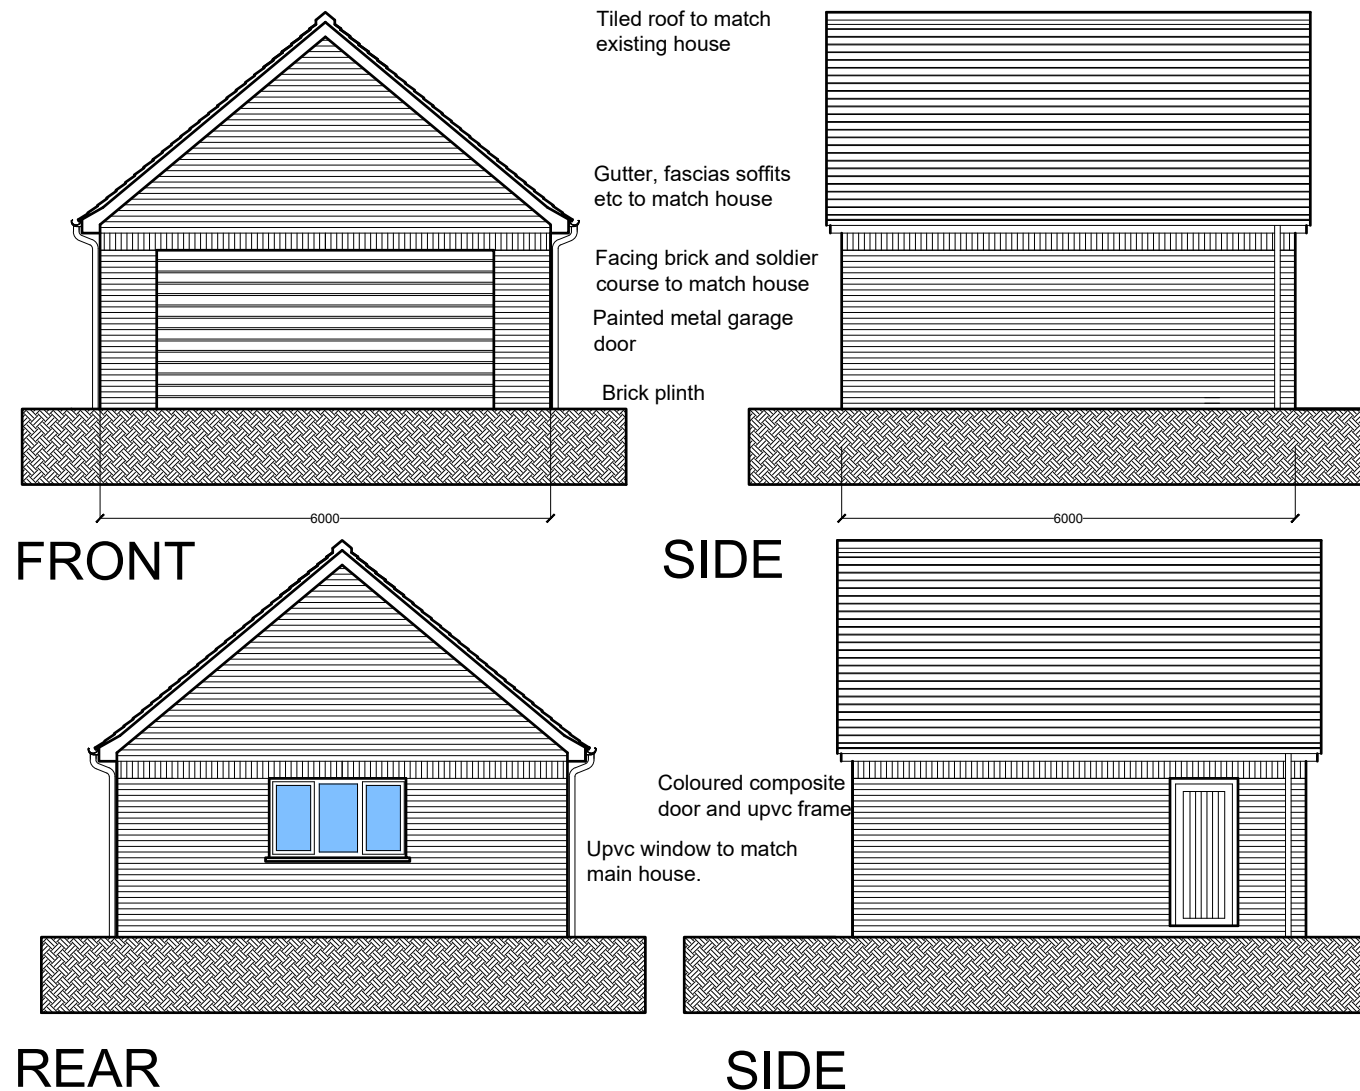 Tiled roof to match
existing house
Gutter, fascias soffits
etc to match house
Facing brick and soldier
course to match house
Painted metal garage
door
Brick plinth
6000
6000
FRONT
SIDE
Coloured composite
door and upvc frame
Upvc window to match
main house.
REAR
SIDE